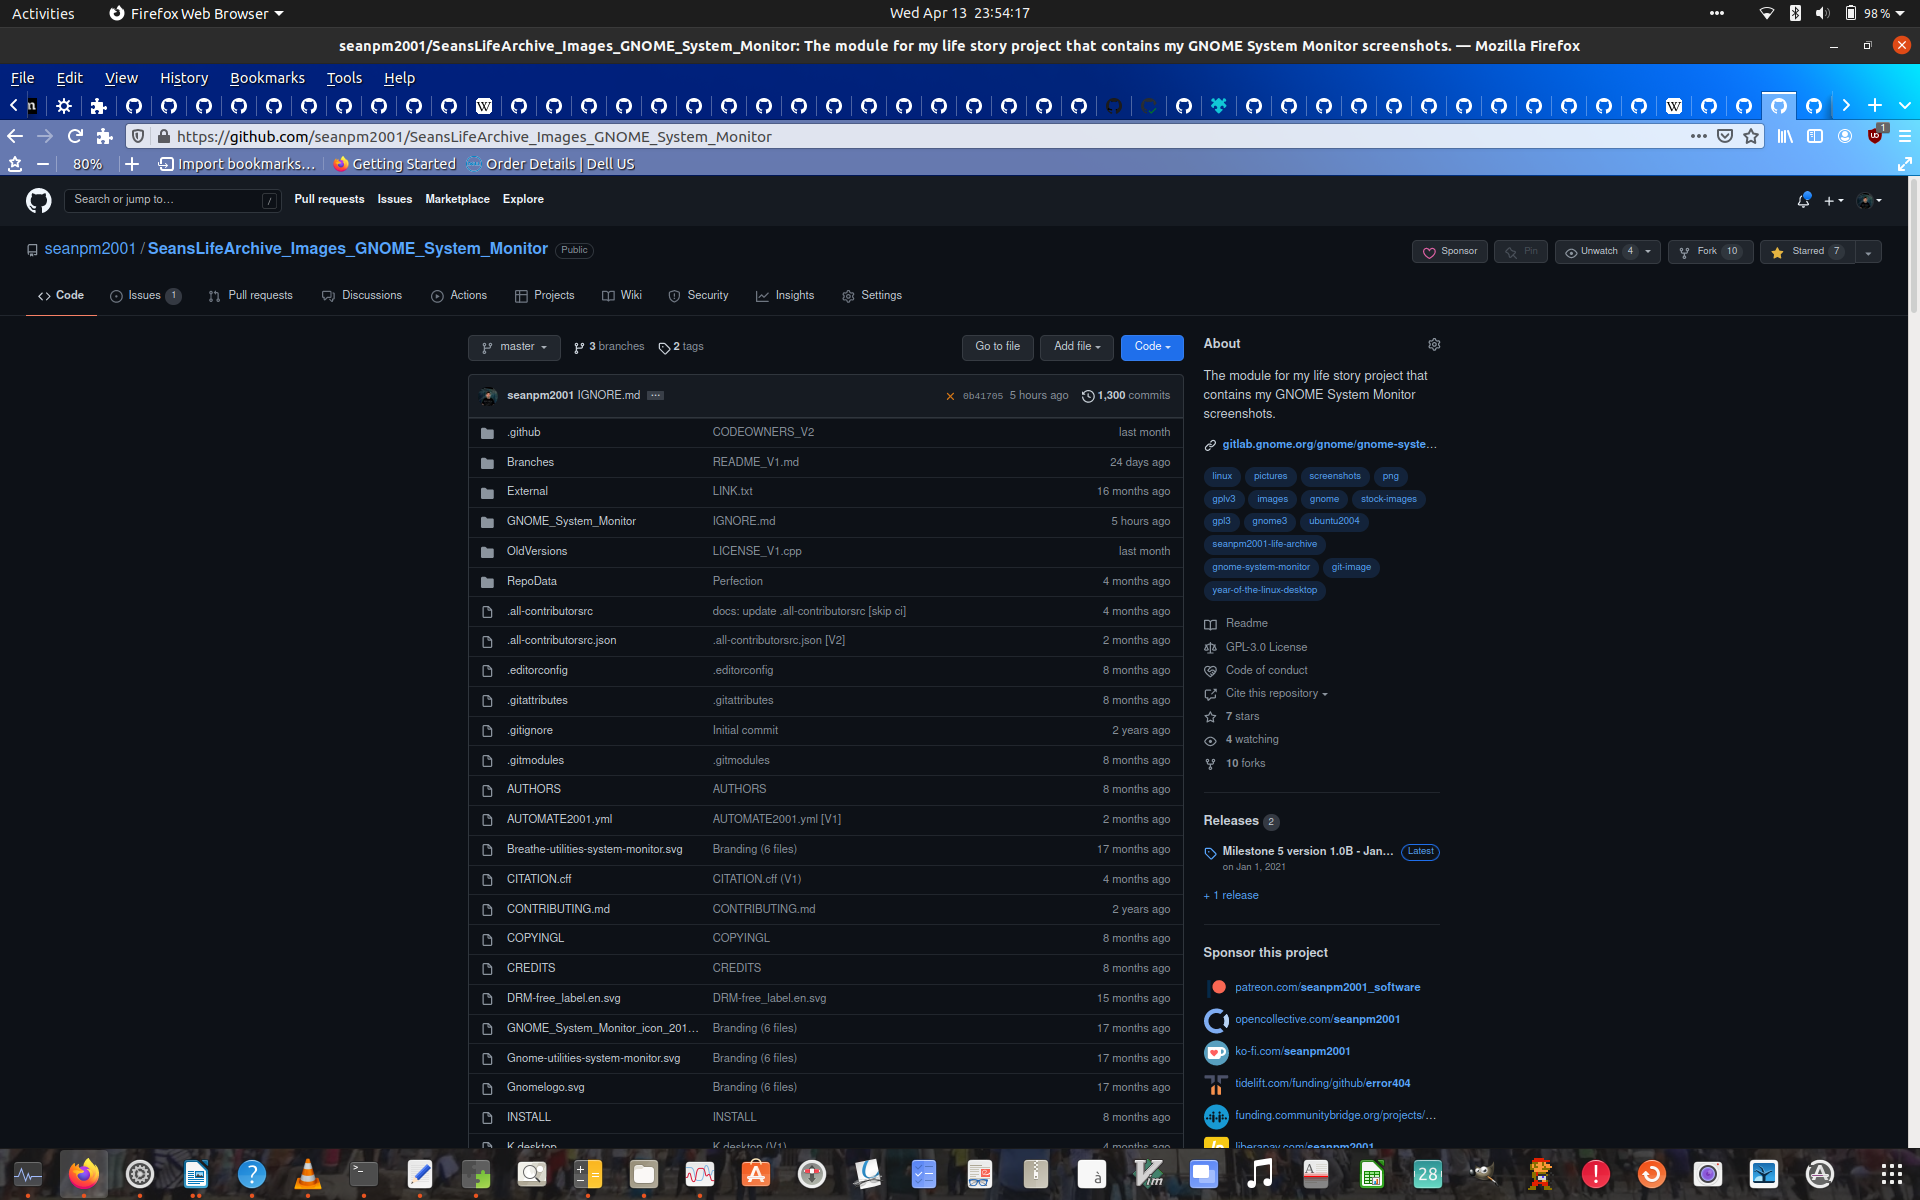 Activities Firefox Web Browser Wed Apr 13 23:54:17 98 %
seanpm2001/SeansLifeArchive_Images_GNOME_System_Monitor: The module for my life story project that contains my GNOME System Monitor screenshots. — Mozilla Firefox
File Edit View History Bookmarks Tools Help
https://github.com/seanpm2001/SeansLifeArchive_Images_GNOME_System_Monitor 1
80% Import bookmarks… Getting Started Order Details | Dell US
Search or jump to… / Pull requests Issues Marketplace Explore
seanpm2001 / SeansLifeArchive_Images_GNOME_System_Monitor Public Sponsor Pin Unwatch 4 Fork 10 Starred 7
Code Issues 1 Pull requests Discussions Actions Projects Wiki Security Insights Settings
master 3 branches 2 tags Go to file Add file Code
seanpm2001 IGNORE.md ... 0b41705 5 hours ago 1,300 commits
.github CODEOWNERS_V2 last month
Branches README_V1.md 24 days ago
External LINK.txt 16 months ago
GNOME_System_Monitor IGNORE.md 5 hours ago
OldVersions LICENSE_V1.cpp last month
RepoData Perfection 4 months ago
.all-contributorsrc docs: update .all-contributorsrc [skip ci] 4 months ago
.all-contributorsrc.json .all-contributorsrc.json [V2] 2 months ago
.editorconfig .editorconfig 8 months ago
.gitattributes .gitattributes 8 months ago
.gitignore Initial commit 2 years ago
.gitmodules .gitmodules 8 months ago
AUTHORS AUTHORS 8 months ago
AUTOMATE2001.yml AUTOMATE2001.yml [V1] 2 months ago
Breathe-utilities-system-monitor.svg Branding (6 files) 17 months ago
CITATION.cff CITATION.cff (V1) 4 months ago
CONTRIBUTING.md CONTRIBUTING.md 2 years ago
COPYINGL COPYINGL 8 months ago
CREDITS CREDITS 8 months ago
DRM-free_label.en.svg DRM-free_label.en.svg 15 months ago
GNOME_System_Monitor_icon_201… Branding (6 files) 17 months ago
Gnome-utilities-system-monitor.svg Branding (6 files) 17 months ago
Gnomelogo.svg Branding (6 files) 17 months ago
INSTALL INSTALL 8 months ago
K.desktop K.desktop (V1) 4 months ago
About
The module for my life story project that
contains my GNOME System Monitor
screenshots.
gitlab.gnome.org/gnome/gnome-syste…
linux pictures screenshots png
gplv3 images gnome stock-images
gpl3 gnome3 ubuntu2004
seanpm2001-life-archive
gnome-system-monitor git-image
year-of-the-linux-desktop
Readme
GPL-3.0 License
Code of conduct
Cite this repository
7 stars
4 watching
10 forks
Releases 2
Milestone 5 version 1.0B - Jan… Latest
on Jan 1, 2021
+ 1 release
Sponsor this project
patreon.com/seanpm2001_software
opencollective.com/seanpm2001
ko-fi.com/seanpm2001
tidelift.com/funding/github/error404
funding.communitybridge.org/projects/…
liberapay.com/seanpm2001
28